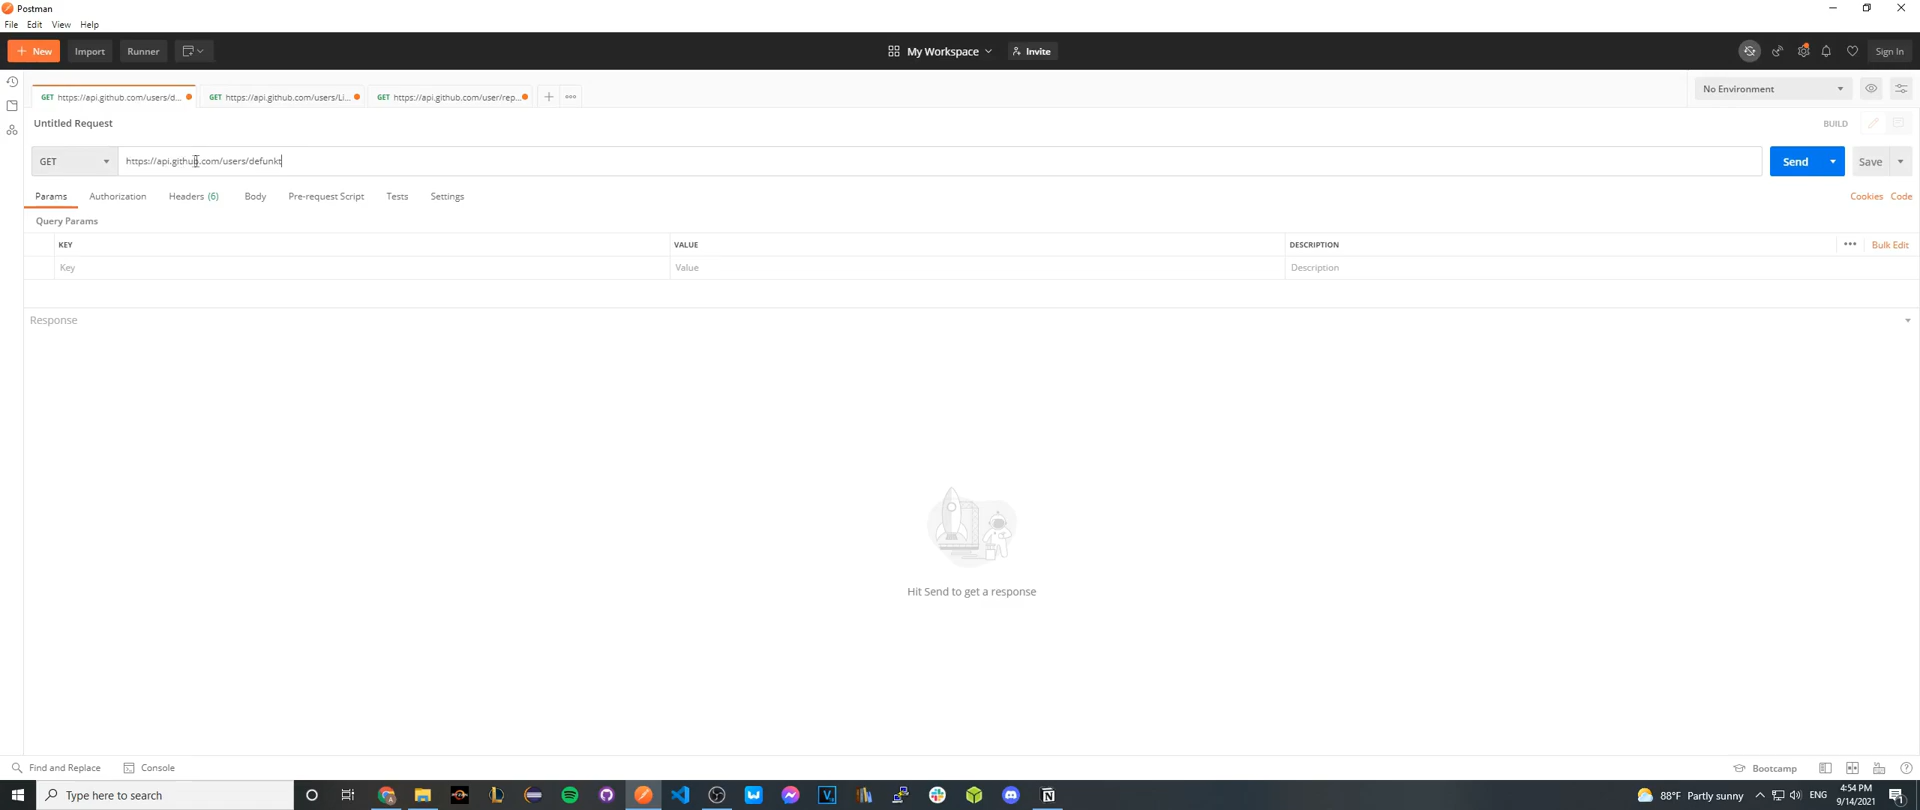 Postman
File Edit View Help
+ New Import Runner My Workspace Invite Sign In
GET https://api.github.com/users/d... GET https://api.github.com/users/Li... GET https://api.github.com/user/rep... + ••• No Environment
Untitled Request BUILD
GET https://api.github.com/users/defunkt Send Save
Params Authorization Headers (6) Body Pre-request Script Tests Settings Cookies Code
Query Params
KEY VALUE DESCRIPTION ••• Bulk Edit
Key Value Description
Response
Hit Send to get a response
Find and Replace Console Bootcamp
Type here to search 88°F Partly sunny ENG 4:54 PM
9/14/2021